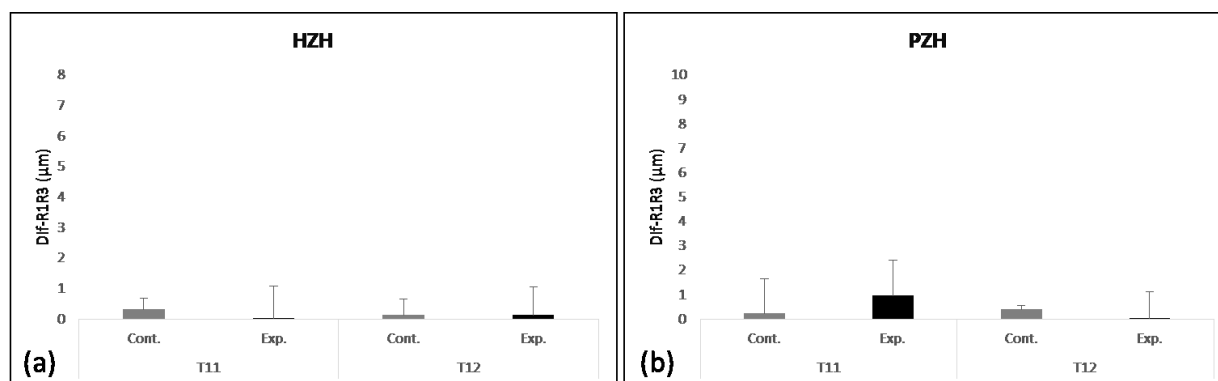 HZH
8
7
6
5
4
3
2
1
0
Dif-R1R3 (μm)
Cont.
Exp.
Cont.
Exp.
T11
T12
(a)
PZH
10
9
8
7
6
5
4
3
2
1
0
Dif-R1R3 (μm)
Cont.
Exp.
Cont.
Exp.
T11
T12
(b)